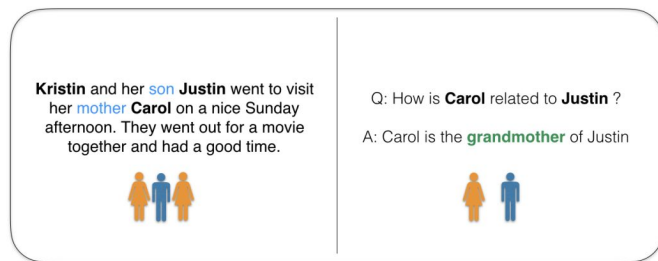 Kristin and her son Justin went to visit
her mother Carol on a nice Sunday
afternoon. They went out for a movie
together and had a good time.
Q: How is Carol related to Justin ?
A: Carol is the grandmother of Justin